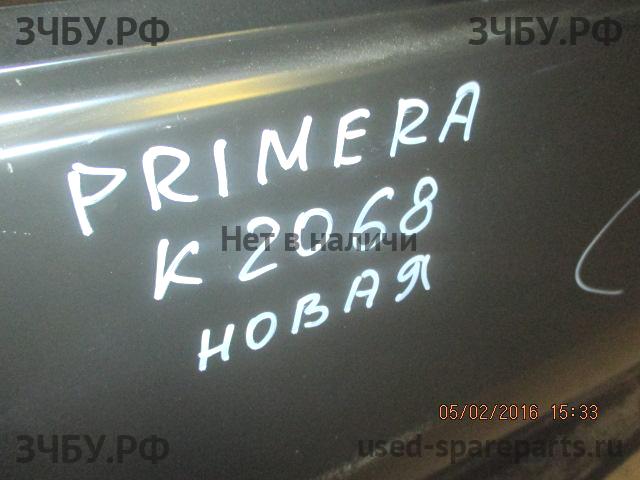 ЗЧБУ.РФ ЗЧБУ.РФ
PRIMERA
K 2068
Нет в наличи
НОВАЯ
05/02/2016 15:33
ЗЧБУ.РФ used-spareparts.ru